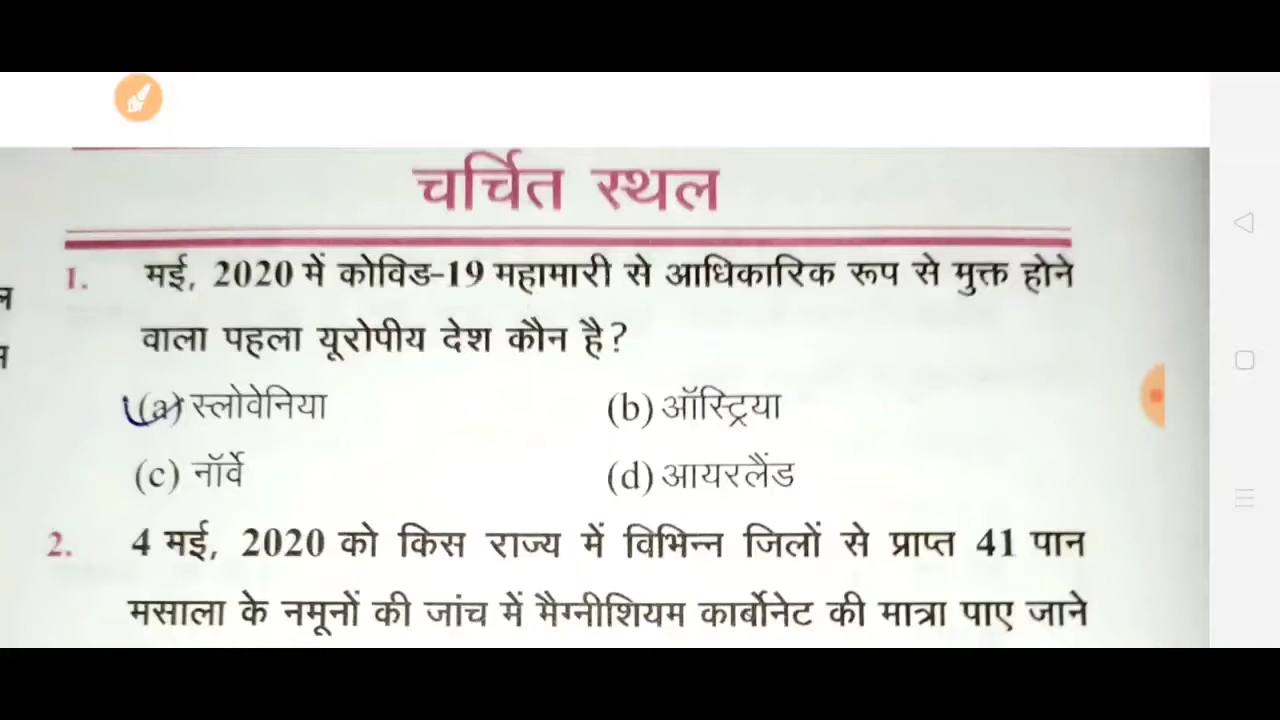 चर्चित स्थल
1. मई, 2020 में कोविड-19 महामारी से आधिकारिक रूप से मुक्त होने
वाला पहला यूरोपीय देश कौन है?
(a) स्लोवेनिया (b) ऑस्ट्रिया
(c) नॉर्वे (d) आयरलैंड
2. 4 मई, 2020 को किस राज्य में विभिन्न जिलों से प्राप्त 41 पान
मसाला के नमूनों की जांच में मैग्नीशियम कार्बोनेट की मात्रा पाए जाने